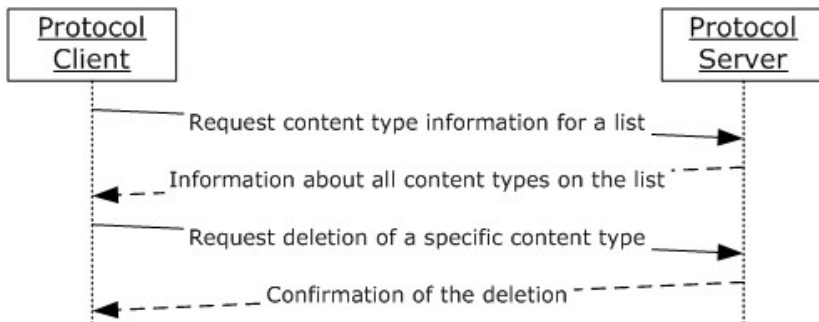 Protocol
Client
Protocol
Server
Request content type information for a list
Information about all content types on the list
Request deletion of a specific content type
Confirmation of the deletion